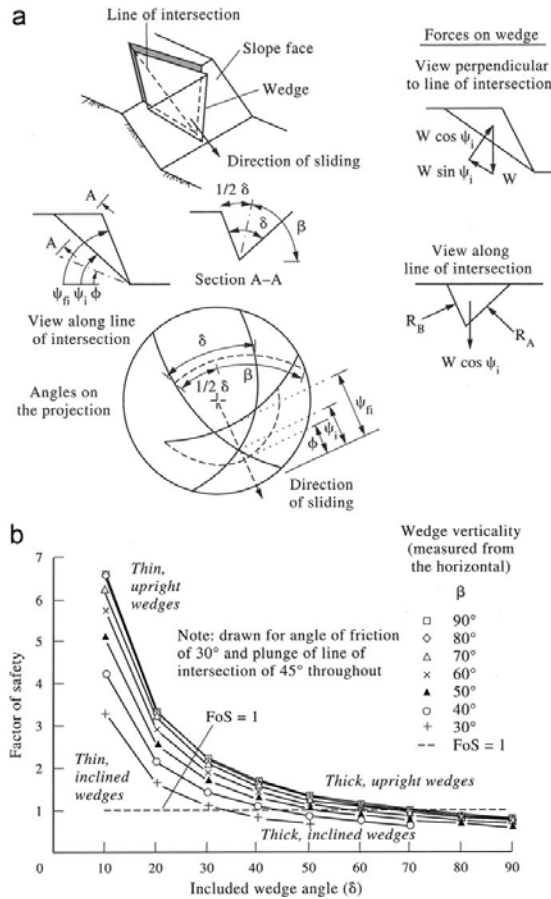 a
Line of intersection
Slope face
Wedge
Direction of sliding
Forces on wedge
View perpendicular
to line of intersection
W cos ψi
W sin ψi
W
A
A
ψfi ψi ϕ
View along line
of intersection
1/2 δ
δ
β
Section A–A
View along
line of intersection
RB
RA
W cos ψi
Angles on
the projection
δ
β
1/2 δ
ψfi
ψi
ϕ
Direction
of sliding
b
Factor of safety
7
6
5
4
3
2
1
0
10 20 30 40 50 60 70 80 90
Included wedge angle (δ)
Thin,
upright
wedges
Note: drawn for angle of friction
of 30° and plunge of line of
intersection of 45° throughout
FoS = 1
Thin,
inclined
wedges
Thick, upright wedges
Thick, inclined wedges
Wedge verticality
(measured from
the horizontal)
β
90°
80°
70°
60°
50°
40°
30°
FoS = 1